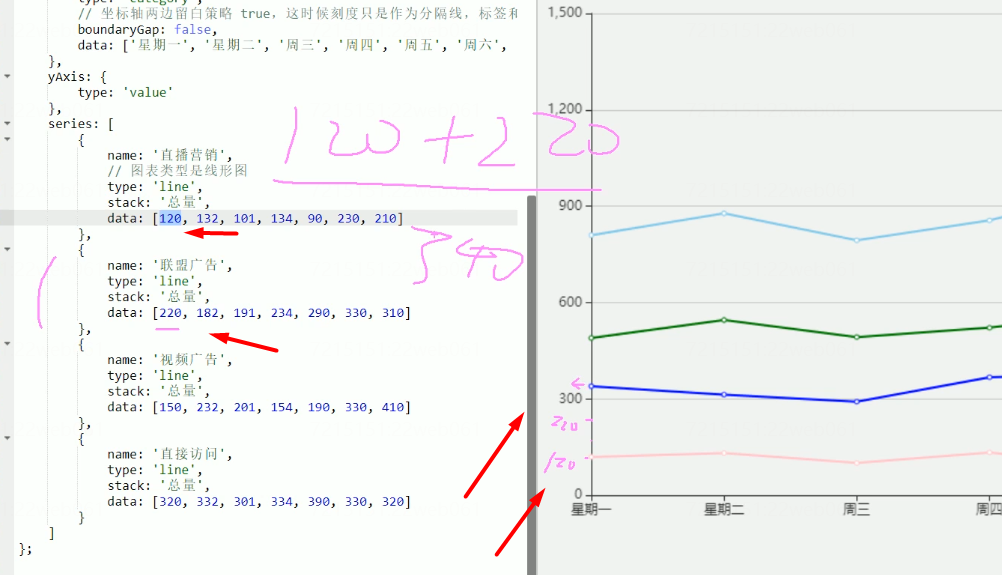 // 坐标轴两边留白策略 true，这时候刻度只是作为分隔线，标签和
boundaryGap: false,
data: ['星期一', '星期二', '周三', '周四', '周五', '周六',
},
yAxis: {
type: 'value'
},
series: [
{
name: '直播营销',
// 图表类型是线形图
type: 'line',
stack: '总量',
data: [120, 132, 101, 134, 90, 230, 210]
},
{
name: '联盟广告',
type: 'line',
stack: '总量',
data: [220, 182, 191, 234, 290, 330, 310]
},
{
name: '视频广告',
type: 'line',
stack: '总量',
data: [150, 232, 201, 154, 190, 330, 410]
},
{
name: '直接访问',
type: 'line',
stack: '总量',
data: [320, 332, 301, 334, 390, 330, 320]
}
]
};
120+220
340
1,500
1,200
900
600
300
220
120
0
星期一 星期二 周三 周四